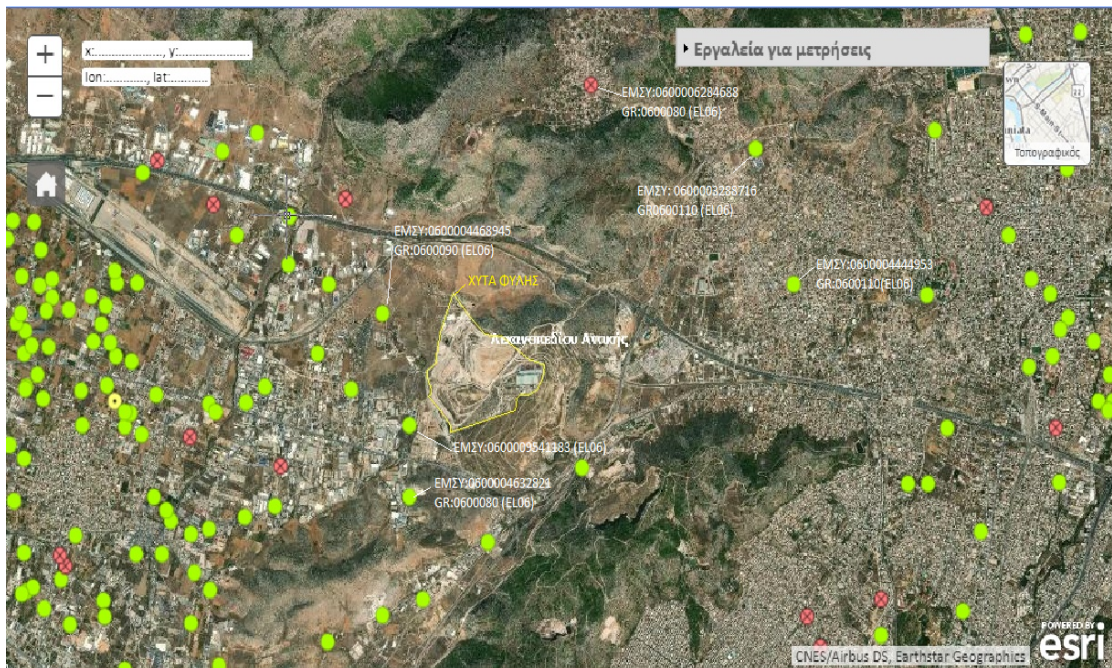 +
x:......................, y:.......................
lon:............., lat:............
−
Εργαλεία για μετρήσεις
Τοπογραφικός
ΕΜΣΥ:0600006284688
GR:0600080 (EL06)
ΕΜΣΥ: 0600003288716
GR0600110 (EL06)
ΕΜΣΥ:0600004468945
GR:0600090 (EL06)
ΕΜΣΥ:0600004444953
GR:0600110(EL06)
ΧΥΤΑ ΦΥΛΗΣ
Αττικής
ΕΜΣΥ:0600009841183 (EL06)
ΕΜΣΥ:0600004632821
GR:0600080 (EL06)
POWERED BY
esri
CNES/Airbus DS, Earthstar Geographics